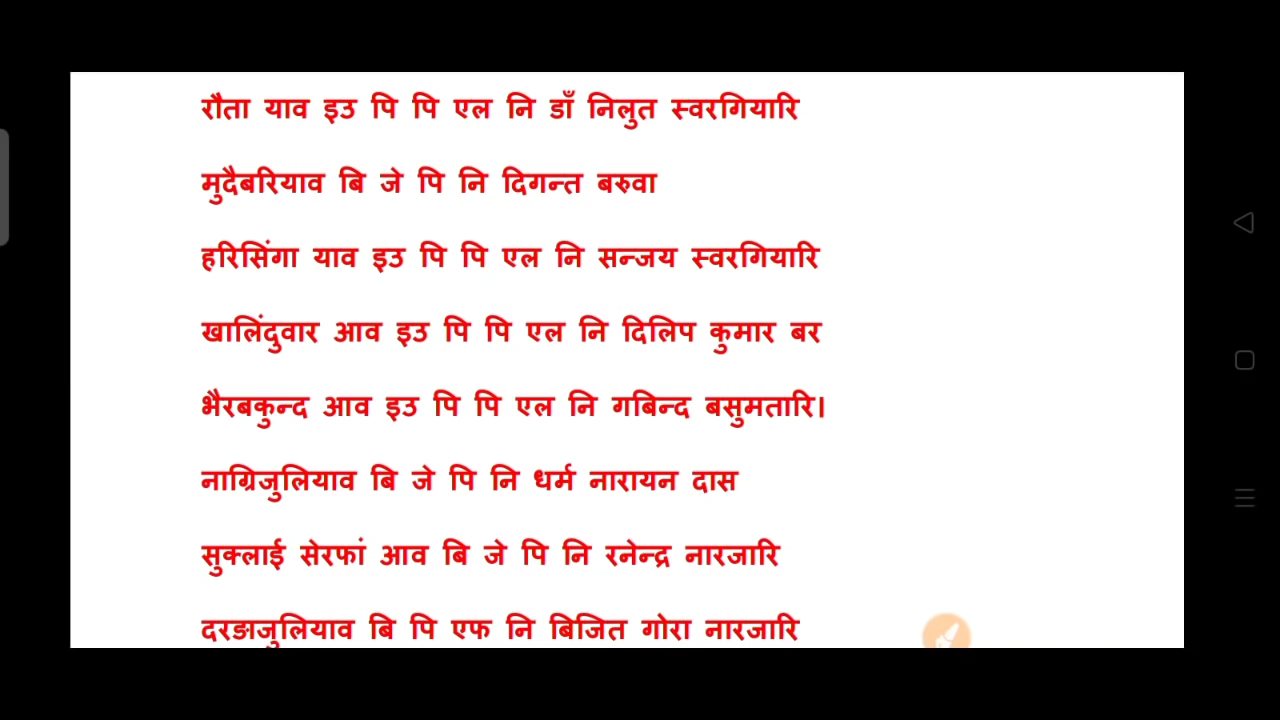 रौता याव इउ पि पि एल नि डाँ निलुत स्वरगियारि
मुदैबरियाव बि जे पि नि दिगन्त बरुवा
हरिसिंगा याव इउ पि पि एल नि सन्जय स्वरगियारि
खालिंदुवार आव इउ पि पि एल नि दिलिप कुमार बर
भैरबकुन्द आव इउ पि पि एल नि गबिन्द बसुमतारि।
नाग्रिजुलियाव बि जे पि नि धर्म नारायन दास
सुक्लाई सेरफां आव बि जे पि नि रनेन्द्र नारजारि
दरङाजुलियाव बि पि एफ नि बिजित गोरा नारजारि